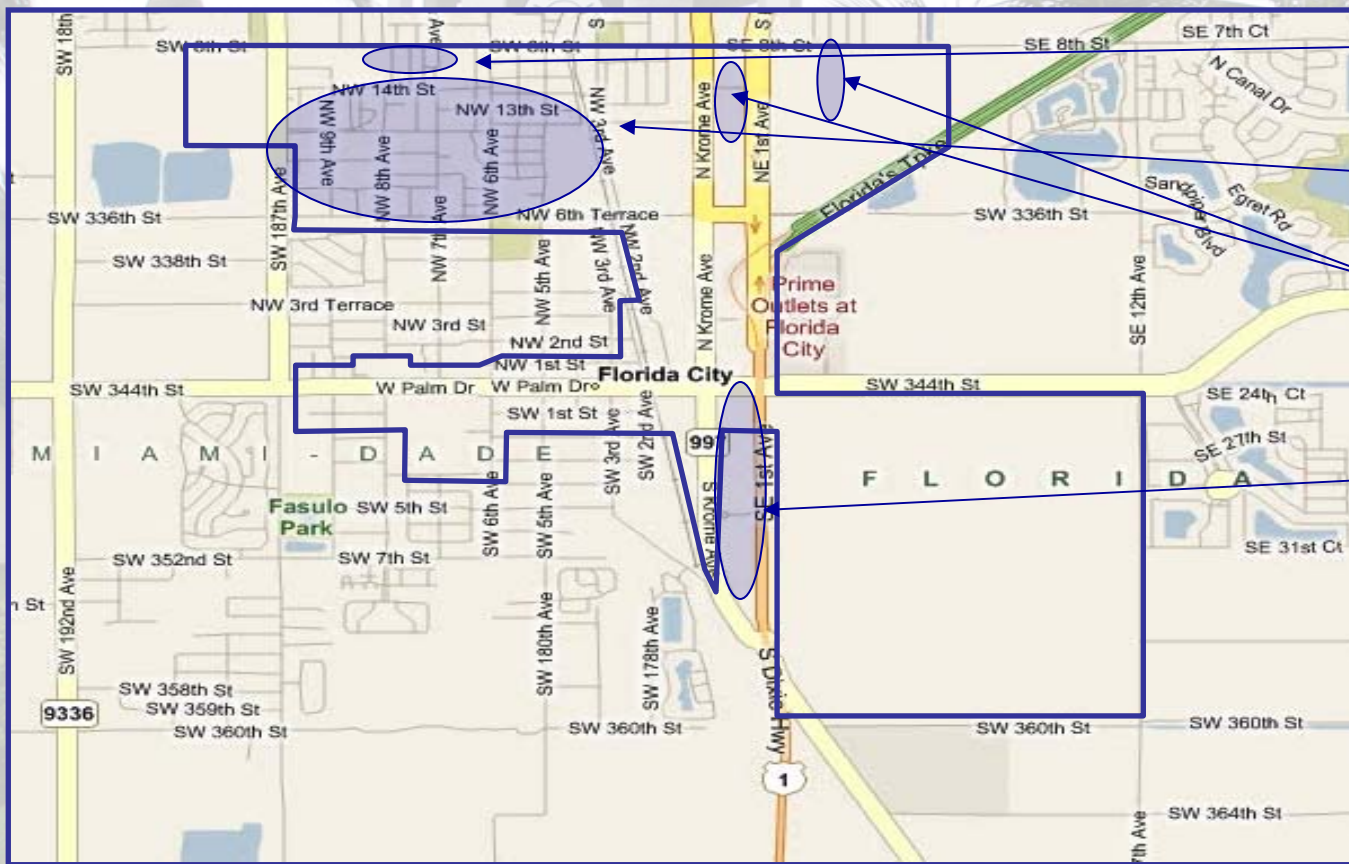 SW 18th
SW 8th St
Ave
SW 8th St
S
SE 8th St
S
SE 8th St
SE 7th Ct
N Canal Dr
NW 14th St
NW 13th St
NW 9th Ave
NW 8th Ave
NW 6th Ave
NW 3rd Ave
N Krome Ave
NE 1st Ave
Florida's Tpke
Sandpiper Blvd
Egret Rd
SW 336th St
SW 187th Ave
NW 7th Ave
NW 6th Terrace
SW 336th St
SW 338th St
NW 5th Ave
NW 3rd Ave
NW 2nd Ave
N Krome Ave
SE 12th Ave
Prime
Outlets at
Florida
City
NW 3rd Terrace
NW 3rd St
NW 2nd St
NW 1st St
Florida City
SW 344th St
W Palm Dr
W Palm Dr
SW 344th St
SE 24th Ct
SW 1st St
SW 3rd Ave
SW 2nd Ave
997
SE 1st Ave
SE 27th St
MIAMI-DADE
FLORIDA
Fasulo
Park
SW 5th St
SW 6th Ave
SW 5th Ave
S Krome Ave
SW 352nd St
SW 7th St
SE 31st Ct
h St
SW 192nd Ave
SW 180th Ave
SW 178th Ave
S Dixie Hwy
SW 358th St
9336
SW 359th St
SW 360th St
SW 360th St
SW 360th St
SW 360th St
1
SW 364th St
7th Ave